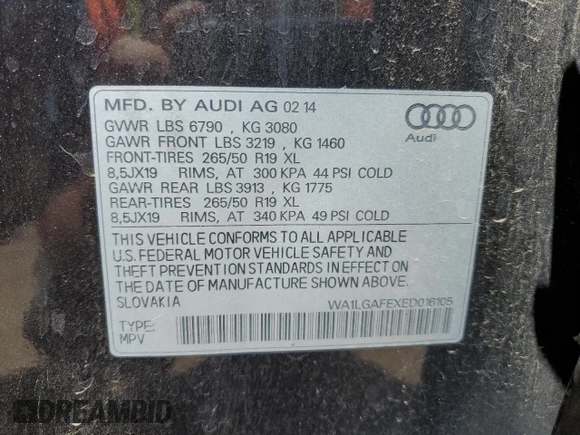 MFD. BY AUDI AG 02 14
GVWR LBS 6790 , KG 3080
GAWR FRONT LBS 3219 , KG 1460
FRONT-TIRES 265/50 R19 XL
8,5JX19 RIMS, AT 300 KPA 44 PSI COLD
GAWR REAR LBS 3913 , KG 1775
REAR-TIRES 265/50 R19 XL
8,5JX19 RIMS, AT 340 KPA 49 PSI COLD
Audi
THIS VEHICLE CONFORMS TO ALL APPLICABLE
U.S. FEDERAL MOTOR VEHICLE SAFETY AND
THEFT PREVENTION STANDARDS IN EFFECT ON
THE DATE OF MANUFACTURE SHOWN ABOVE.
SLOVAKIA
WA1LGAFEXED016105
TYPE:
MPV
DREAMBID